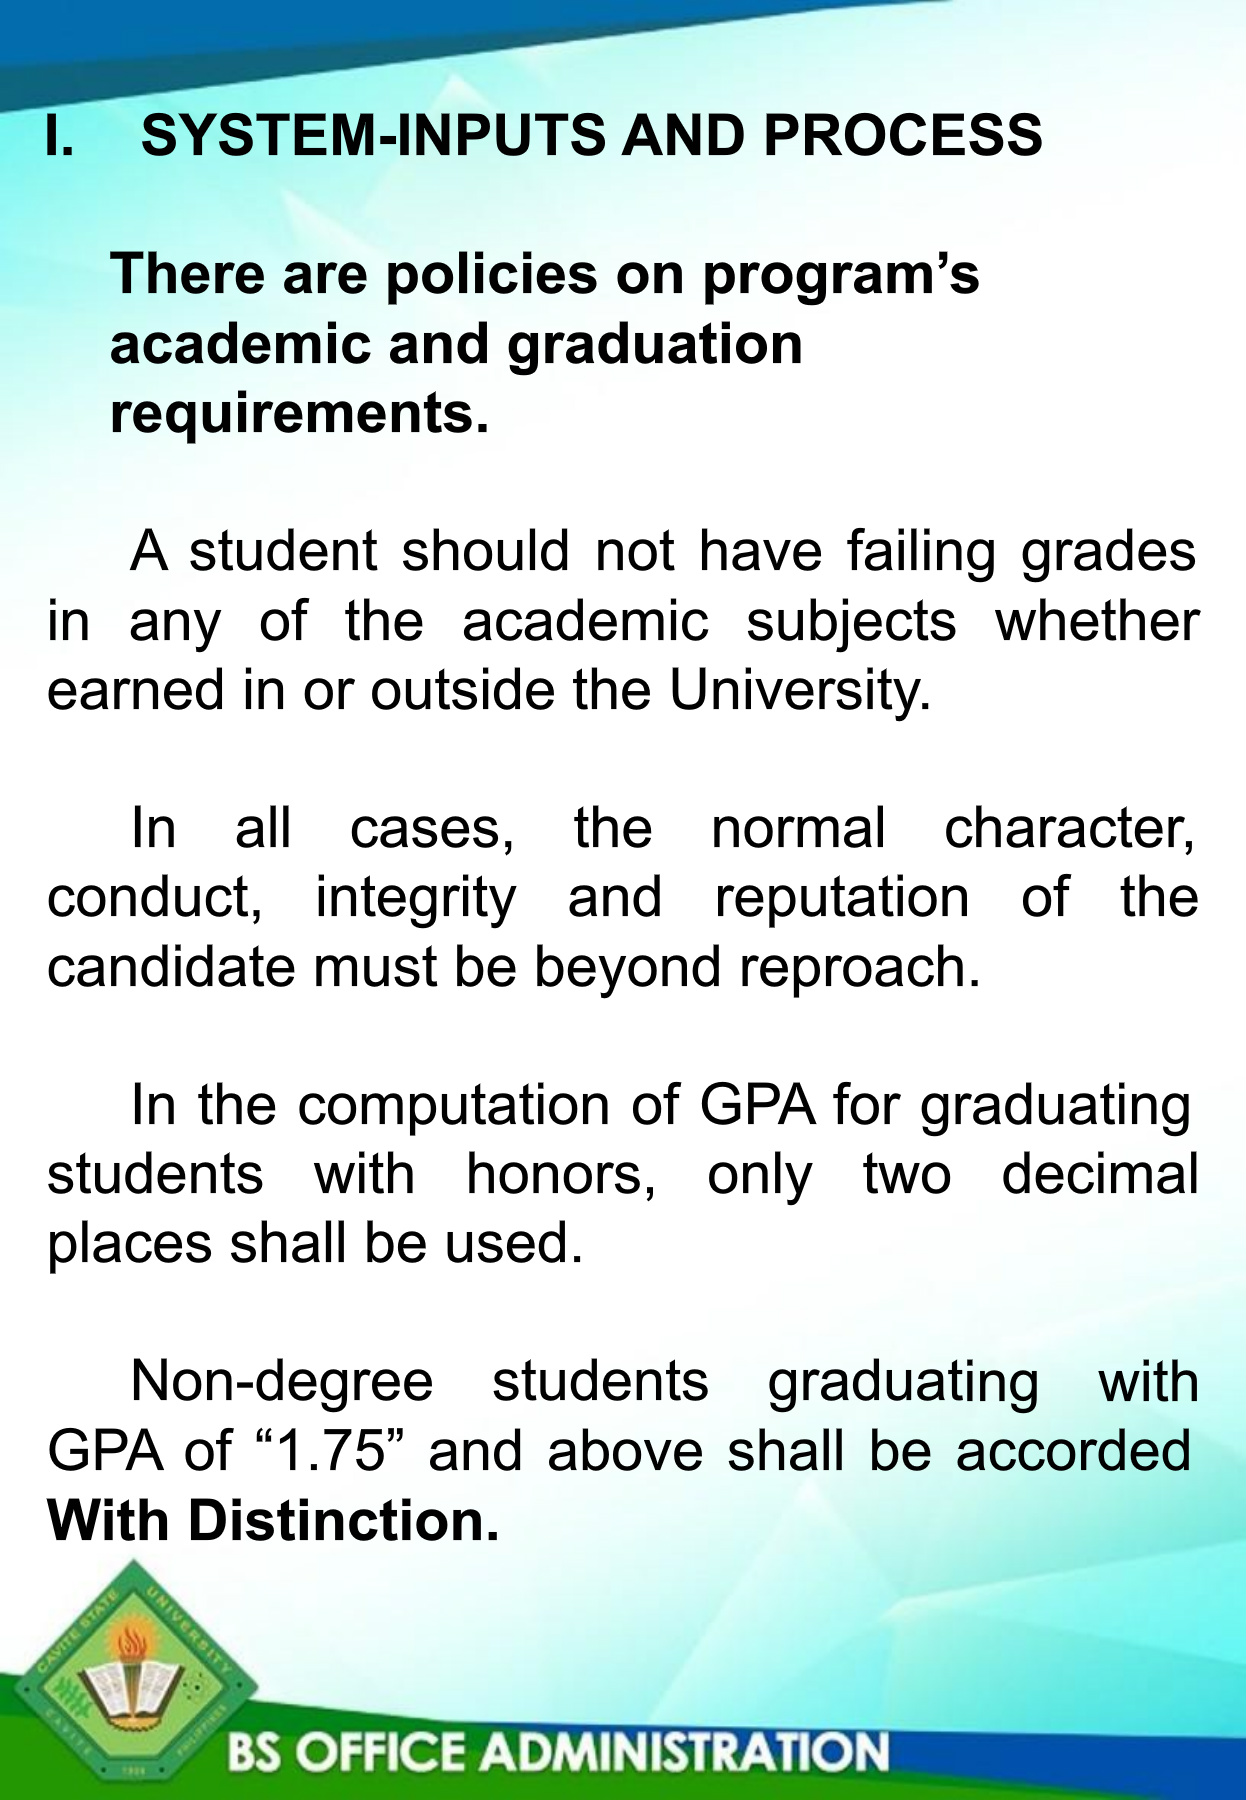 I. SYSTEM-INPUTS AND PROCESS
There are policies on program’s
academic and graduation
requirements.
A student should not have failing grades
in any of the academic subjects whether
earned in or outside the University.
In all cases, the normal character,
conduct, integrity and reputation of the
candidate must be beyond reproach.
In the computation of GPA for graduating
students with honors, only two decimal
places shall be used.
Non-degree students graduating with
GPA of “1.75” and above shall be accorded
With Distinction.
CAVITE STATE UNIVERSITY
CAVITE PHILIPPINES
1906
BS OFFICE ADMINISTRATION